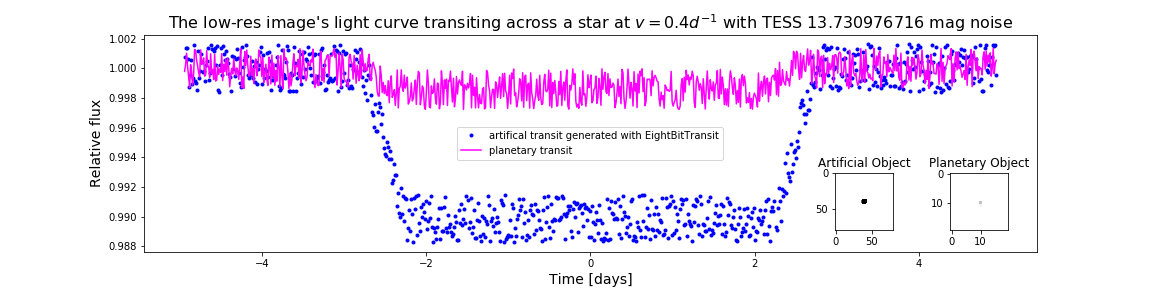 The low-res image's light curve transiting across a star at v = 0.4d⁻¹ with TESS 13.730976716 mag noise
Relative flux
1.002
1.000
0.998
0.996
0.994
0.992
0.990
0.988
artifical transit generated with EightBitTransit
planetary transit
Artificial Object
0
50
0 50
Planetary Object
0
10
0 10
−4 −2 0 2 4
Time [days]